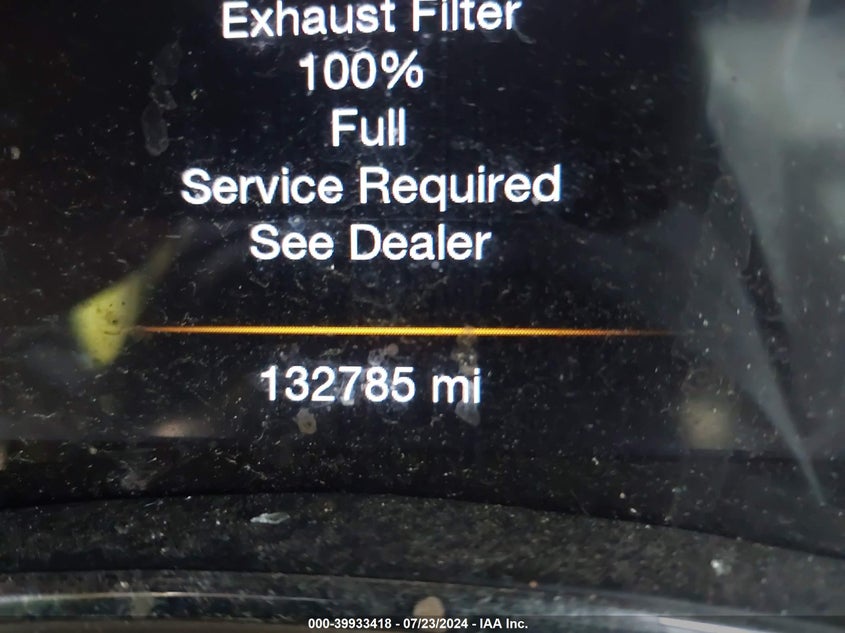 Exhaust Filter
100%
Full
Service Required
See Dealer
132785 mi
000-39933418 - 07/23/2024 - IAA Inc.